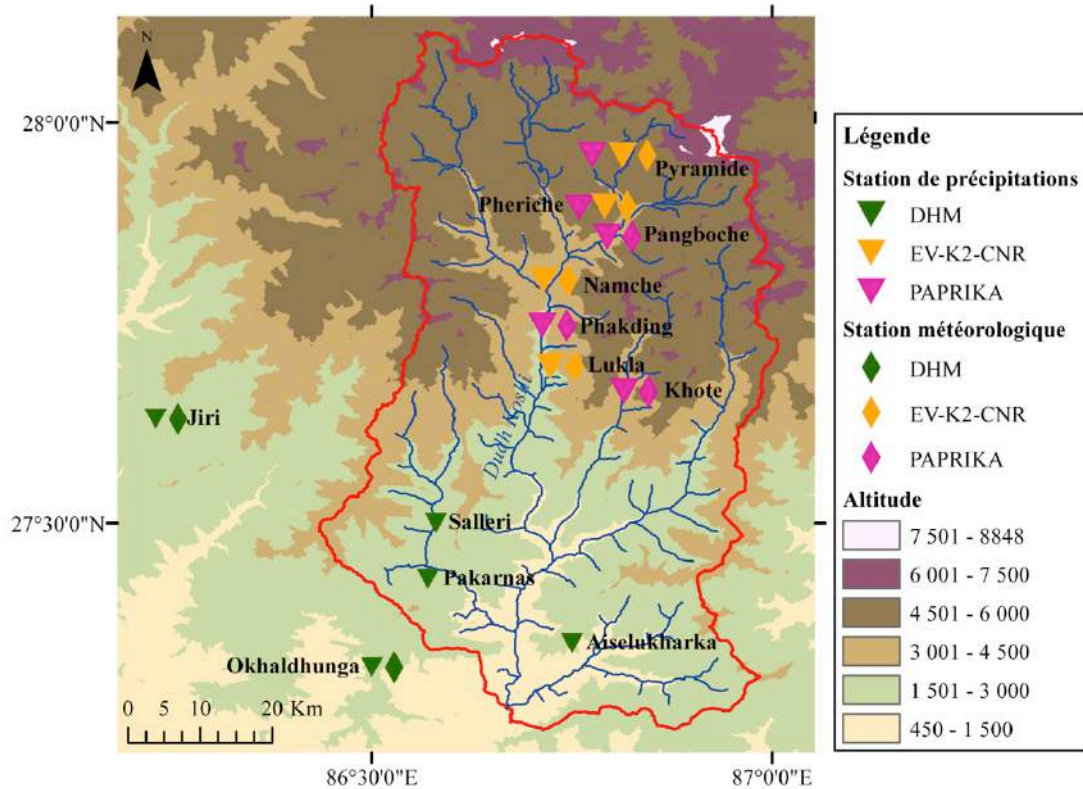 N
28°0'0"N
27°30'0"N
86°30'0"E
87°0'0"E
Pyramide
Pheriche
Pangboche
Namche
Phakding
Lukla
Khote
Dudh Koshi
Jiri
Salleri
Pakarnas
Aiselukharka
Okhaldhunga
0 5 10 20 Km
Légende
Station de précipitations
DHM
EV-K2-CNR
PAPRIKA
Station météorologique
DHM
EV-K2-CNR
PAPRIKA
Altitude
7 501 - 8848
6 001 - 7 500
4 501 - 6 000
3 001 - 4 500
1 501 - 3 000
450 - 1 500